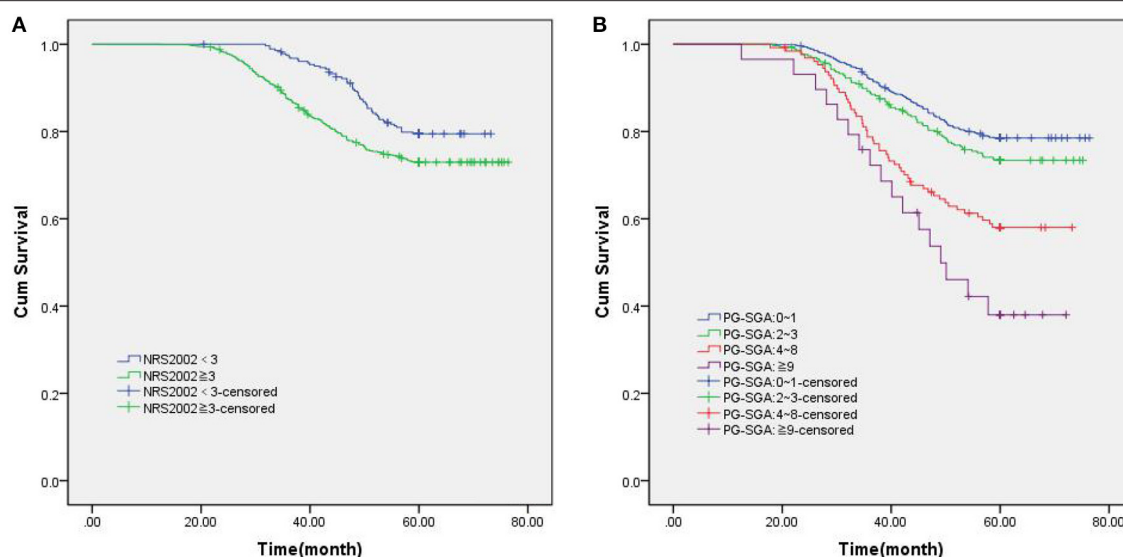 A
1.0
0.8
0.6
0.4
0.2
0.0
Cum Survival
NRS2002 < 3
NRS2002≧3
NRS2002 < 3-censored
NRS2002≧3-censored
.00 20.00 40.00 60.00 80.00
Time(month)
B
1.0
0.8
0.6
0.4
0.2
0.0
Cum Survival
PG-SGA:0~1
PG-SGA:2~3
PG-SGA:4~8
PG-SGA: ≧9
PG-SGA:0~1-censored
PG-SGA:2~3-censored
PG-SGA:4~8-censored
PG-SGA: ≧9-censored
.00 20.00 40.00 60.00 80.00
Time(month)